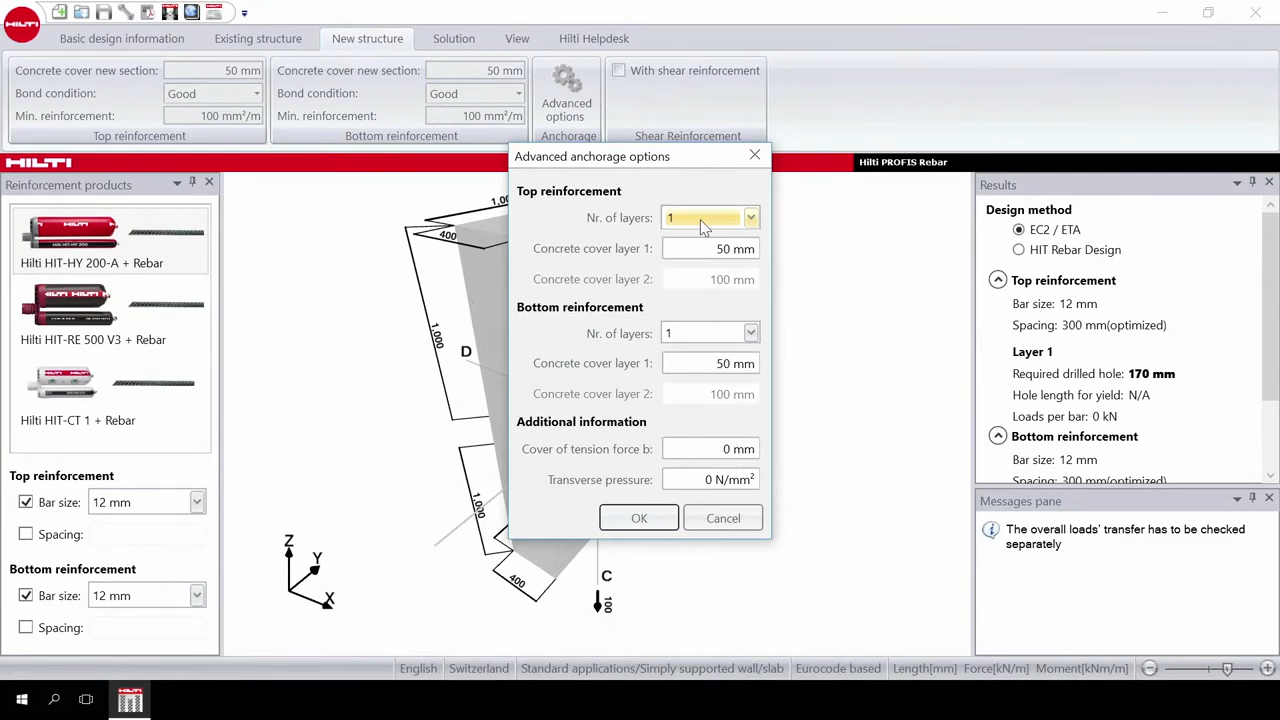 HILTI
Basic design information
Existing structure
New structure
Solution
View
Hilti Helpdesk
Concrete cover new section: 50 mm
Bond condition: Good
Min. reinforcement: 100 mm²/m
Top reinforcement
Concrete cover new section: 50 mm
Bond condition: Good
Min. reinforcement: 100 mm²/m
Bottom reinforcement
Advanced
options
Anchorage
With shear reinforcement
Shear Reinforcement
HILTI
Hilti PROFIS Rebar
Reinforcement products
Hilti HIT-HY 200-A + Rebar
Hilti HIT-RE 500 V3 + Rebar
Hilti HIT-CT 1 + Rebar
Top reinforcement
Bar size: 12 mm
Spacing:
Bottom reinforcement
Bar size: 12 mm
Spacing:
400
1.000
D
1.000
400
C
100
Z
Y
X
Advanced anchorage options
Top reinforcement
Nr. of layers: 1
Concrete cover layer 1: 50 mm
Concrete cover layer 2: 100 mm
Bottom reinforcement
Nr. of layers: 1
Concrete cover layer 1: 50 mm
Concrete cover layer 2: 100 mm
Additional information
Cover of tension force b: 0 mm
Transverse pressure: 0 N/mm²
OK
Cancel
Results
Design method
EC2 / ETA
HIT Rebar Design
Top reinforcement
Bar size: 12 mm
Spacing: 300 mm(optimized)
Layer 1
Required drilled hole: 170 mm
Hole length for yield: N/A
Loads per bar: 0 kN
Bottom reinforcement
Bar size: 12 mm
Spacing: 300 mm(optimized)
Messages pane
The overall loads' transfer has to be checked
separately
English
Switzerland
Standard applications/Simply supported wall/slab
Eurocode based
Length[mm] Force[kN/m] Moment[kNm/m]